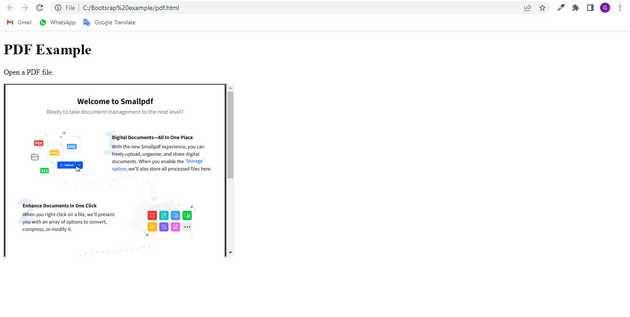 File | C:/Bootsrap%20example/pdf.html
G
Gmail WhatsApp Google Translate
PDF Example
Open a PDF file.
Welcome to Smallpdf
Ready to take document management to the next level?
Digital Documents—All In One Place
With the new Smallpdf experience, you can
freely upload, organize, and share digital
documents. When you enable the 'Storage'
option, we'll also store all processed files here.
PDF
Enhance Documents in One Click
When you right-click on a file, we'll present
you with an array of options to convert,
compress, or modify it.